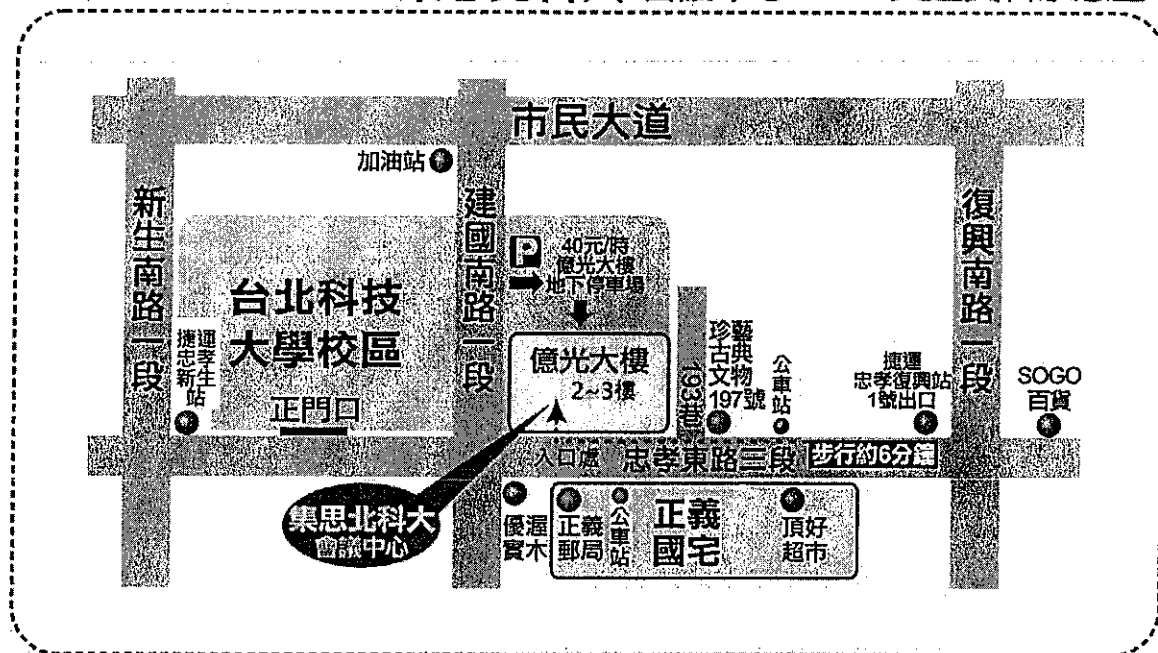 市民大道
加油站
新生南路一段
建國南路一段
復興南路一段
P
40元/時
億光大樓
地下停車場
台北科技
大學校區
正門口
捷運
忠孝
新生
站
億光大樓
2~3樓
193巷
珍藝
古典
文物
197號
公車站
捷運
忠孝復興站
1號出口
SOGO
百貨
入口處
忠孝東路三段
步行約6分鐘
集思北科大
會議中心
優渥
實木
正義
郵局
公車站
正義
國宅
頂好
超市